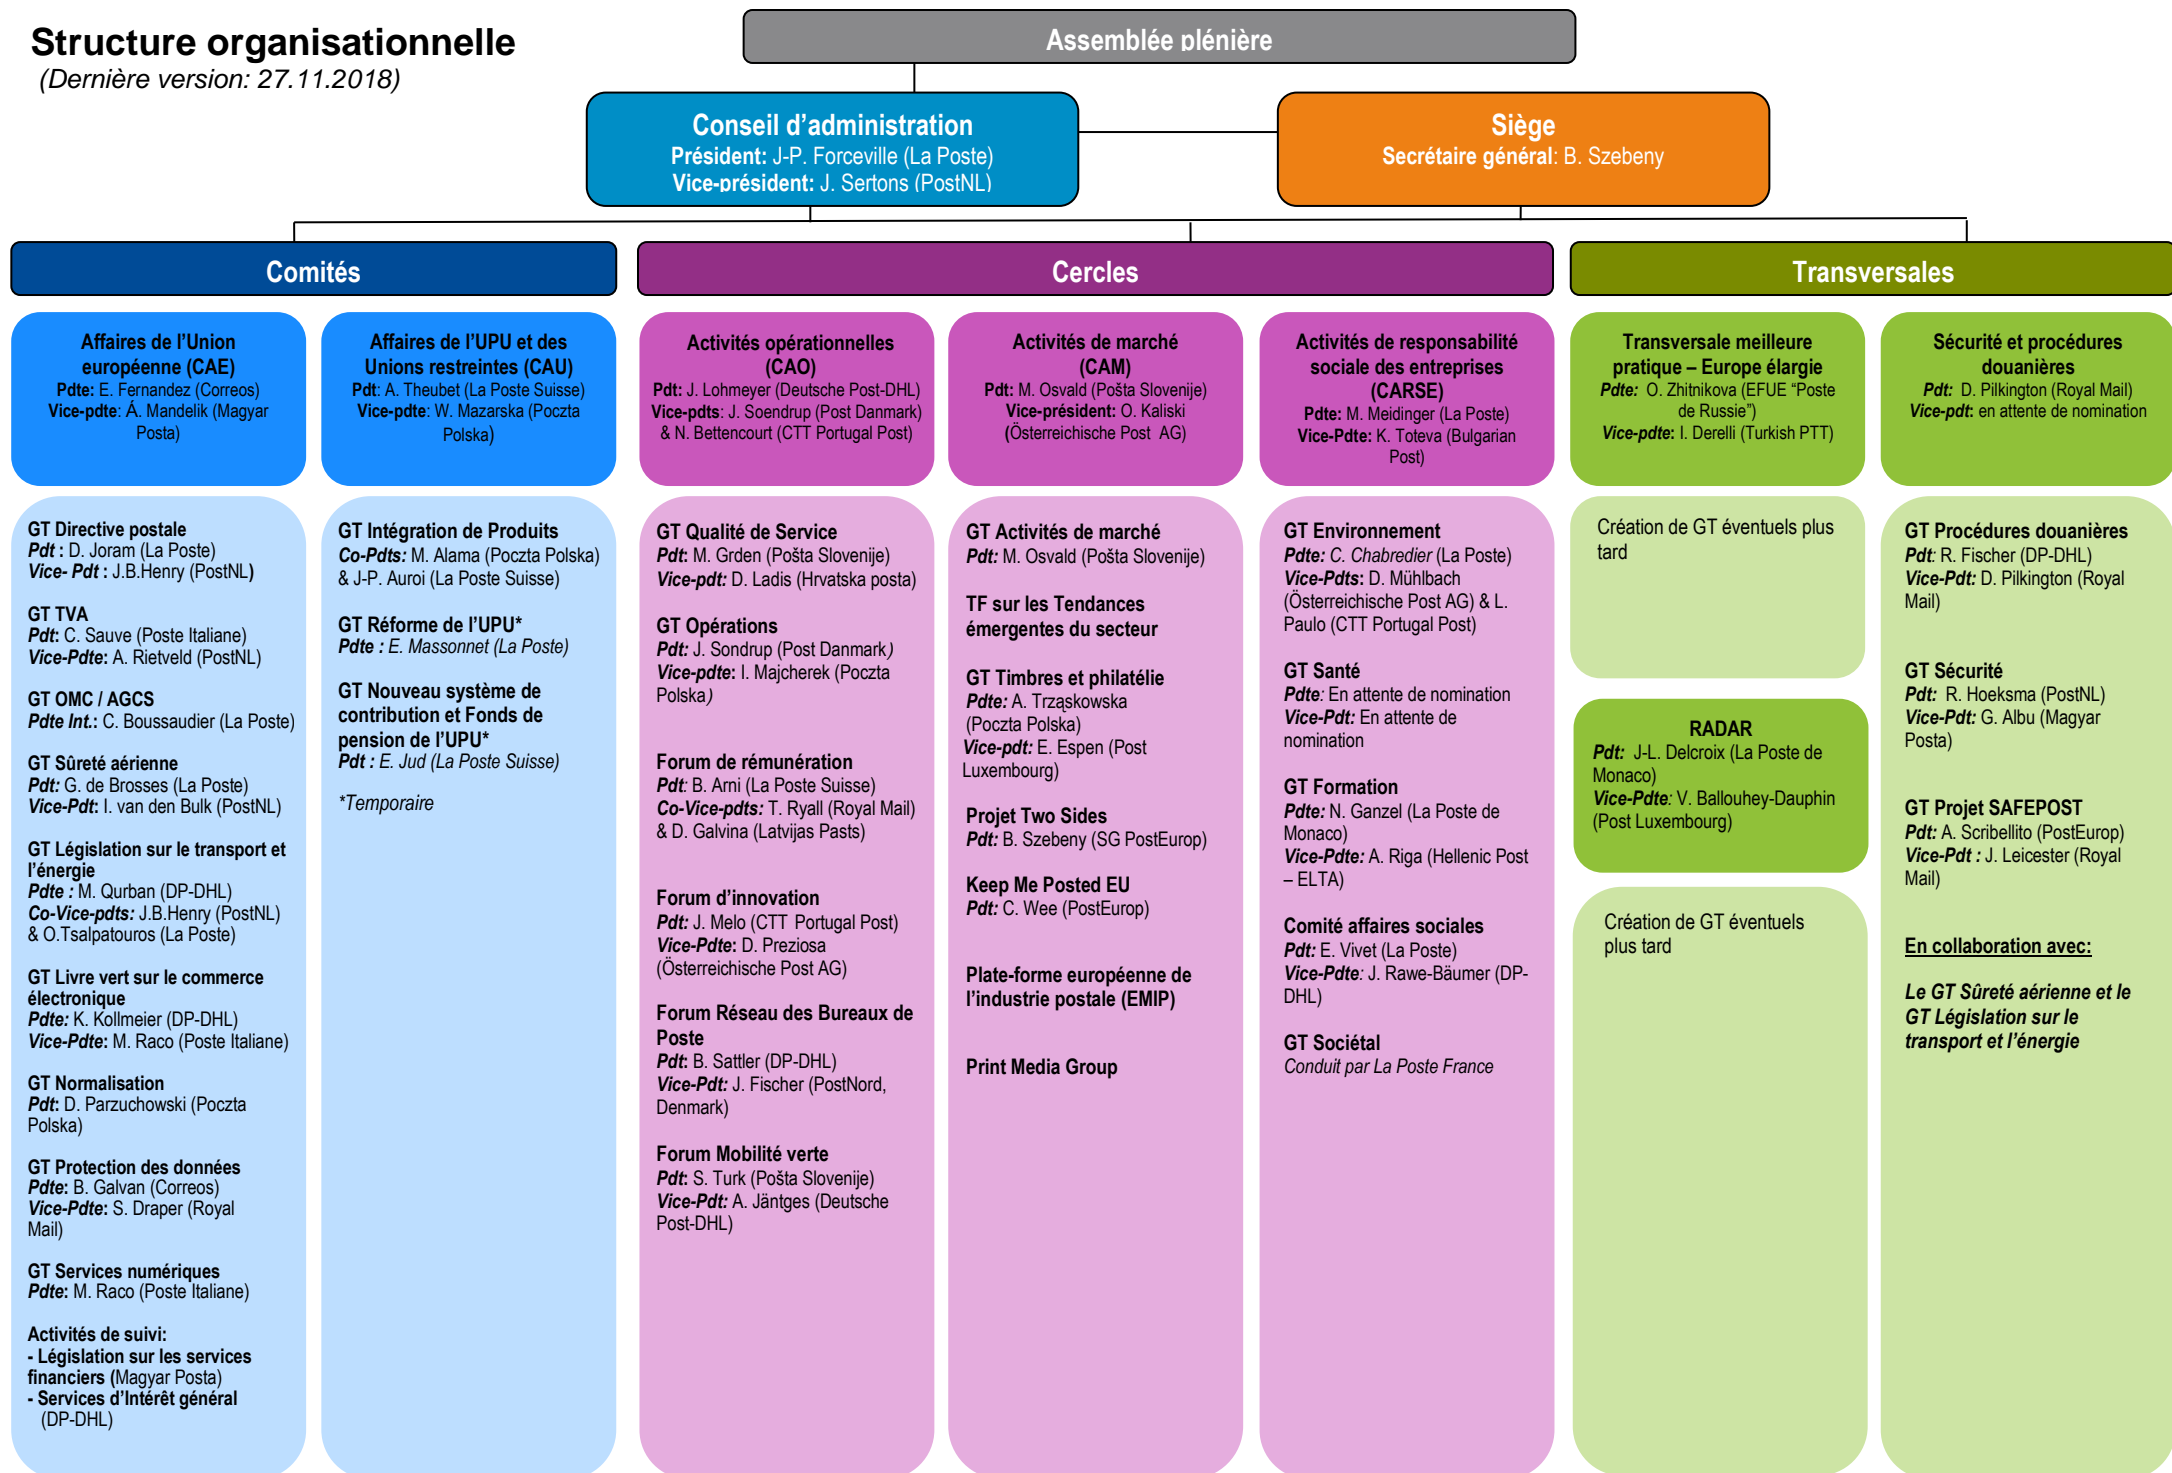 Structure organisationnelle
(Dernière version: 27.11.2018)
Assemblée plénière
Conseil d’administration
Président: J-P. Forceville (La Poste)
Vice-président: J. Sertons (PostNL)
Siège
Secrétaire général: B. Szebeny
Comités
Cercles
Transversales
Affaires de l’Union
européenne (CAE)
Pdte: E. Fernandez (Correos)
Vice-pdte: Á. Mandelik (Magyar
Posta)
Affaires de l’UPU et des
Unions restreintes (CAU)
Pdt: A. Theubet (La Poste Suisse)
Vice-pdte: W. Mazarska (Poczta
Polska)
Activités opérationnelles
(CAO)
Pdt: J. Lohmeyer (Deutsche Post-DHL)
Vice-pdts: J. Soendrup (Post Danmark)
& N. Bettencourt (CTT Portugal Post)
Activités de marché
(CAM)
Pdt: M. Osvald (Pošta Slovenije)
Vice-président: O. Kaliski
(Österreichische Post AG)
Activités de responsabilité
sociale des entreprises
(CARSE)
Pdte: M. Meidinger (La Poste)
Vice-Pdte: K. Toteva (Bulgarian
Post)
Transversale meilleure
pratique – Europe élargie
Pdte: O. Zhitnikova (EFUE “Poste
de Russie”)
Vice-pdte: I. Derelli (Turkish PTT)
Sécurité et procédures
douanières
Pdt: D. Pilkington (Royal Mail)
Vice-pdt: en attente de nomination
GT Directive postale
Pdt : D. Joram (La Poste)
Vice- Pdt : J.B.Henry (PostNL)
GT TVA
Pdt: C. Sauve (Poste Italiane)
Vice-Pdte: A. Rietveld (PostNL)
GT OMC / AGCS
Pdte Int.: C. Boussaudier (La Poste)
GT Sûreté aérienne
Pdt: G. de Brosses (La Poste)
Vice-Pdt: I. van den Bulk (PostNL)
GT Législation sur le transport et
l’énergie
Pdte : M. Qurban (DP-DHL)
Co-Vice-pdts: J.B.Henry (PostNL)
& O.Tsalpatouros (La Poste)
GT Livre vert sur le commerce
électronique
Pdte: K. Kollmeier (DP-DHL)
Vice-Pdte: M. Raco (Poste Italiane)
GT Normalisation
Pdt: D. Parzuchowski (Poczta
Polska)
GT Protection des données
Pdte: B. Galvan (Correos)
Vice-Pdte: S. Draper (Royal
Mail)
GT Services numériques
Pdte: M. Raco (Poste Italiane)
Activités de suivi:
- Législation sur les services
financiers (Magyar Posta)
- Services d’Intérêt général
(DP-DHL)
GT Intégration de Produits
Co-Pdts: M. Alama (Poczta Polska)
& J-P. Auroi (La Poste Suisse)
GT Réforme de l’UPU*
Pdte : E. Massonnet (La Poste)
GT Nouveau système de
contribution et Fonds de
pension de l’UPU*
Pdt : E. Jud (La Poste Suisse)
*Temporaire
GT Qualité de Service
Pdt: M. Grden (Pošta Slovenije)
Vice-pdt: D. Ladis (Hrvatska posta)
GT Opérations
Pdt: J. Sondrup (Post Danmark)
Vice-pdte: I. Majcherek (Poczta
Polska)
Forum de rémunération
Pdt: B. Arni (La Poste Suisse)
Co-Vice-pdts: T. Ryall (Royal Mail)
& D. Galvina (Latvijas Pasts)
Forum d’innovation
Pdt: J. Melo (CTT Portugal Post)
Vice-Pdte: D. Preziosa
(Österreichische Post AG)
Forum Réseau des Bureaux de
Poste
Pdt: B. Sattler (DP-DHL)
Vice-Pdt: J. Fischer (PostNord,
Denmark)
Forum Mobilité verte
Pdt: S. Turk (Pošta Slovenije)
Vice-Pdt: A. Jäntges (Deutsche
Post-DHL)
GT Activités de marché
Pdt: M. Osvald (Pošta Slovenije)
TF sur les Tendances
émergentes du secteur
GT Timbres et philatélie
Pdte: A. Trząskowska
(Poczta Polska)
Vice-pdt: E. Espen (Post
Luxembourg)
Projet Two Sides
Pdt: B. Szebeny (SG PostEurop)
Keep Me Posted EU
Pdt: C. Wee (PostEurop)
Plate-forme européenne de
l’industrie postale (EMIP)
Print Media Group
GT Environnement
Pdte: C. Chabredier (La Poste)
Vice-Pdts: D. Mühlbach
(Österreichische Post AG) & L.
Paulo (CTT Portugal Post)
GT Santé
Pdte: En attente de nomination
Vice-Pdt: En attente de
nomination
GT Formation
Pdte: N. Ganzel (La Poste de
Monaco)
Vice-Pdte: A. Riga (Hellenic Post
– ELTA)
Comité affaires sociales
Pdt: E. Vivet (La Poste)
Vice-Pdte: J. Rawe-Bäumer (DP-
DHL)
GT Sociétal
Conduit par La Poste France
Création de GT éventuels plus
tard
RADAR
Pdt: J-L. Delcroix (La Poste de
Monaco)
Vice-Pdte: V. Ballouhey-Dauphin
(Post Luxembourg)
Création de GT éventuels
plus tard
GT Procédures douanières
Pdt: R. Fischer (DP-DHL)
Vice-Pdt: D. Pilkington (Royal
Mail)
GT Sécurité
Pdt: R. Hoeksma (PostNL)
Vice-Pdt: G. Albu (Magyar
Posta)
GT Projet SAFEPOST
Pdt: A. Scribellito (PostEurop)
Vice-Pdt : J. Leicester (Royal
Mail)
En collaboration avec:
Le GT Sûreté aérienne et le
GT Législation sur le
transport et l’énergie